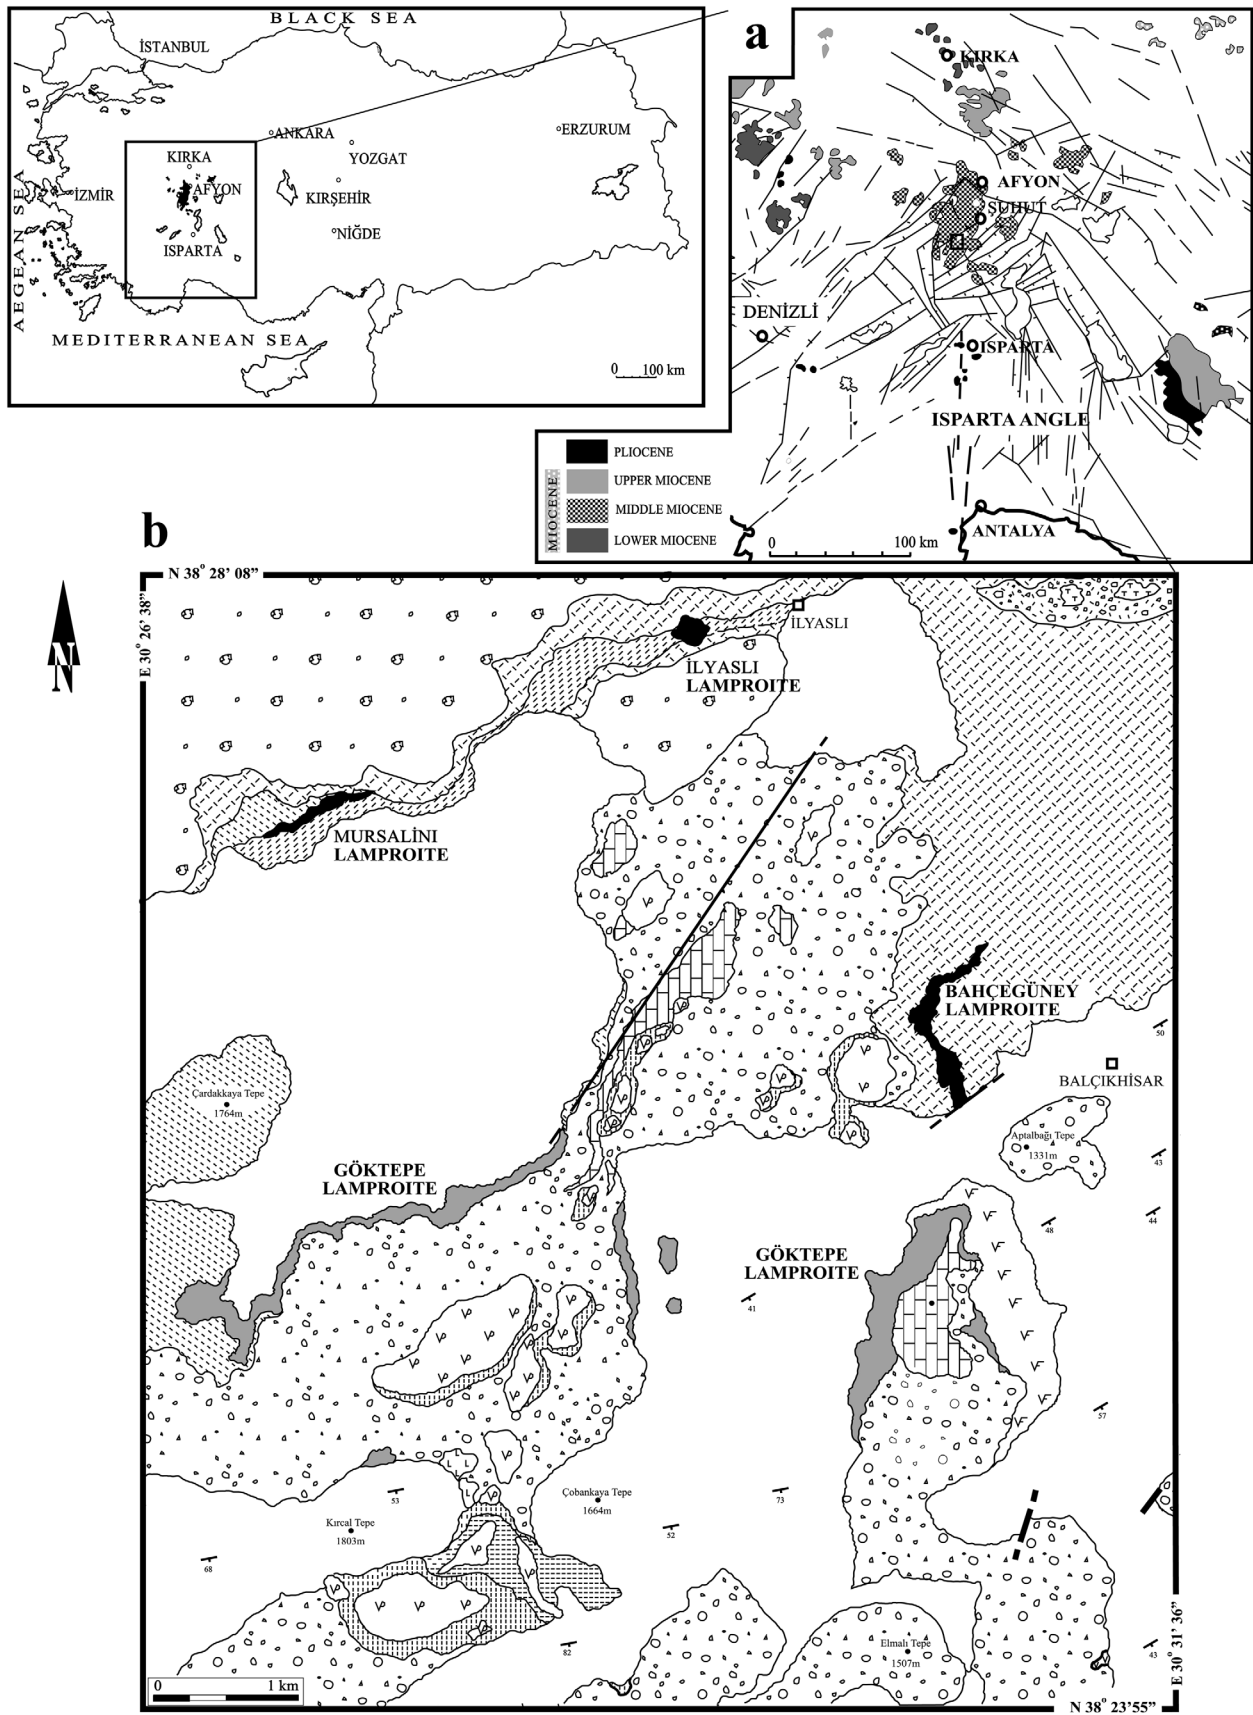 BLACK SEA
İSTANBUL
ANKARA
ERZURUM
YOZGAT
KIRKA
AFYON
İZMİR
KIRŞEHİR
NİĞDE
ISPARTA
AEGEAN SEA
MEDITERRANEAN SEA
0 100 km
a
KIRKA
AFYON
ŞUHUT
DENİZLİ
ISPARTA
ISPARTA ANGLE
ANTALYA
0 100 km
MIOCENE
PLIOCENE
UPPER MIOCENE
MIDDLE MIOCENE
LOWER MIOCENE
b
N
N 38° 28' 08"
E 30° 26' 38"
İLYASLI
İLYASLI
LAMPROITE
MURSALİNİ
LAMPROITE
BAHÇEGÜNEY
LAMPROITE
50
BALÇIKHİSAR
Çardakkaya Tepe
1764m
Aptalbağı Tepe
1331m
43
GÖKTEPE
LAMPROITE
44
48
GÖKTEPE
LAMPROITE
41
57
53
73
Çobankaya Tepe
1664m
Kırcal Tepe
1803m
52
68
82
Elmalı Tepe
1507m
43
0 1 km
E 30° 31' 36"
N 38° 23'55"